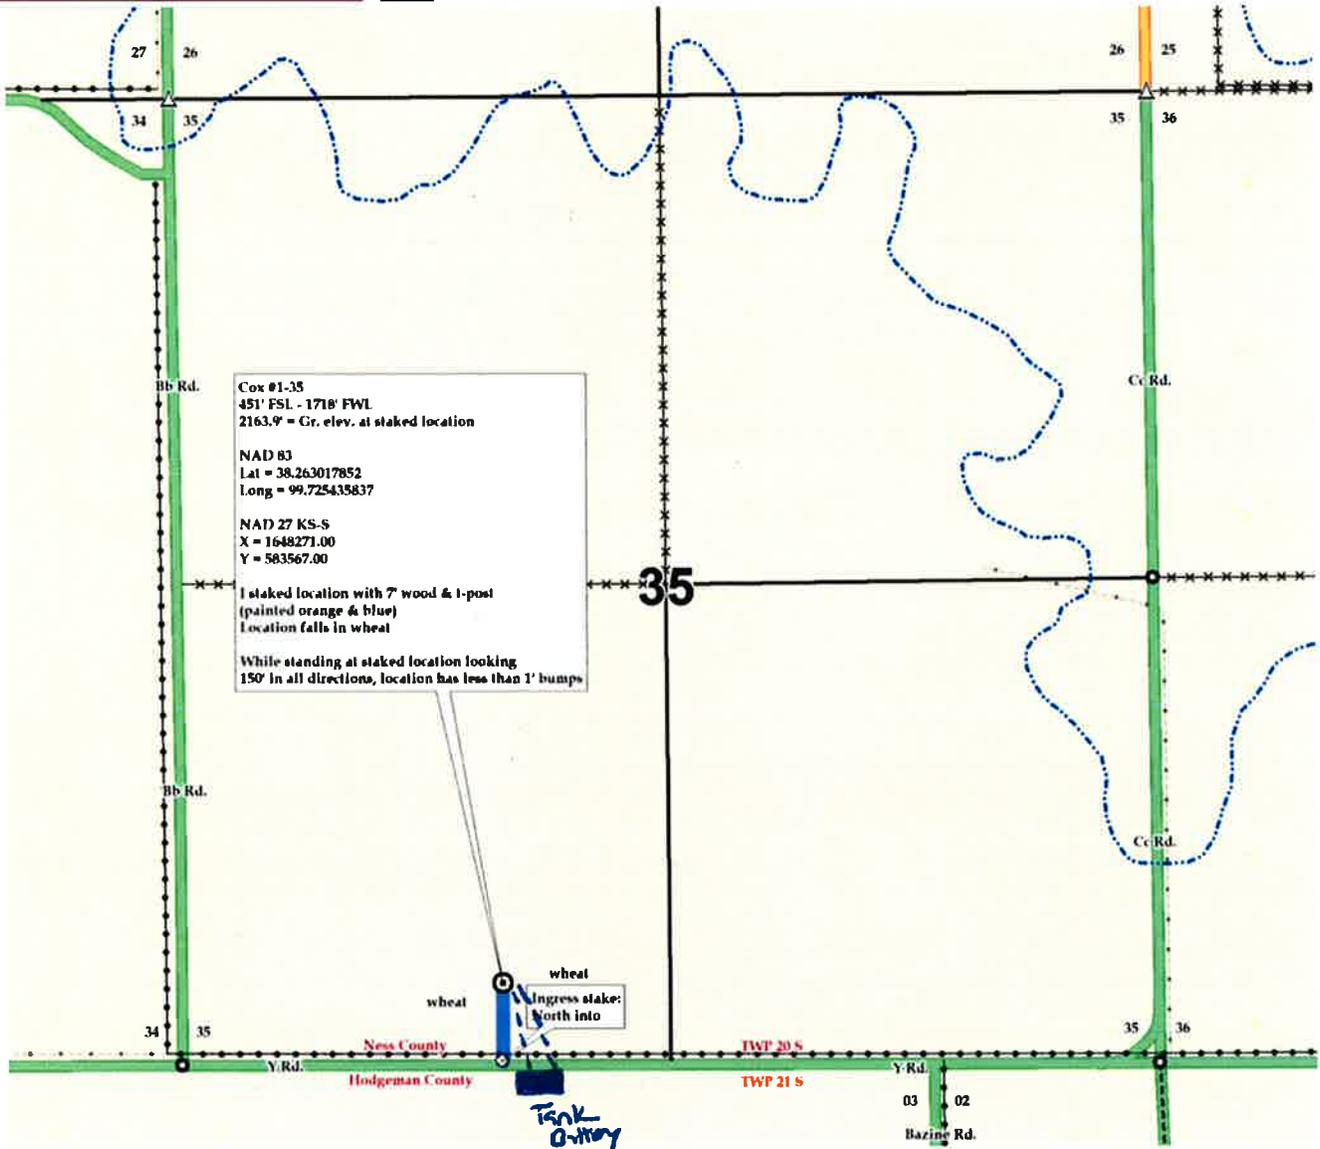 27 26
26 25
34 35
35 36
Bb Rd.
Cc Rd.
Cox #1-35
451' FSL - 1718' FWL
2163.9' = Gr. elev. at staked location
NAD 83
Lat = 38.263017852
Long = 99.725435837
NAD 27 KS-S
X = 1648271.00
Y = 583567.00
I staked location with 7' wood & t-post
(painted orange & blue)
Location falls in wheat
While standing at staked location looking
150' in all directions, location has less than 1' bumps
35
Bb Rd.
Cc Rd.
wheat
wheat
Ingress stake:
North into
34 35
35 36
Ness County
TWP 20 S
Y Rd.
Y Rd.
Hodgeman County
TWP 21 S
03 02
Bazine Rd.
Tank
Battery